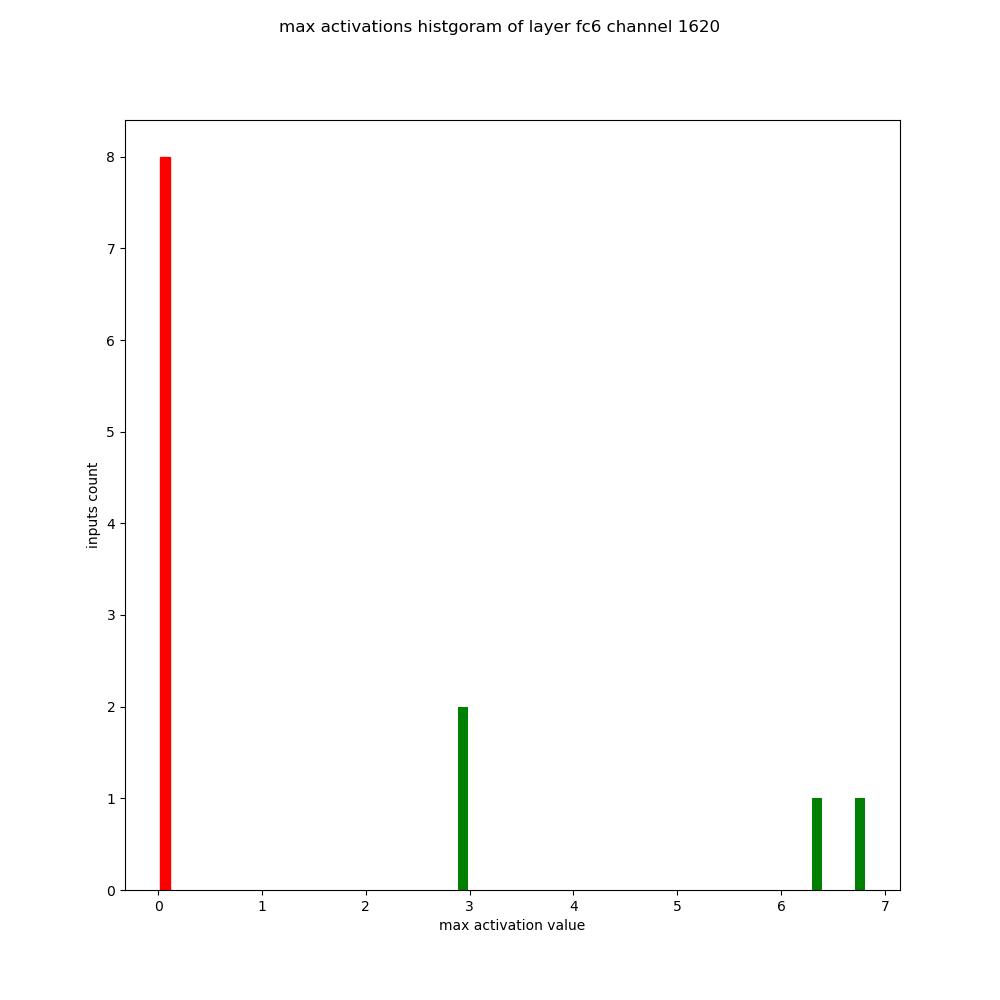 max activations histgoram of layer fc6 channel 1620
8
7
6
5
4
3
2
1
0
inputs count
0 1 2 3 4 5 6 7
max activation value